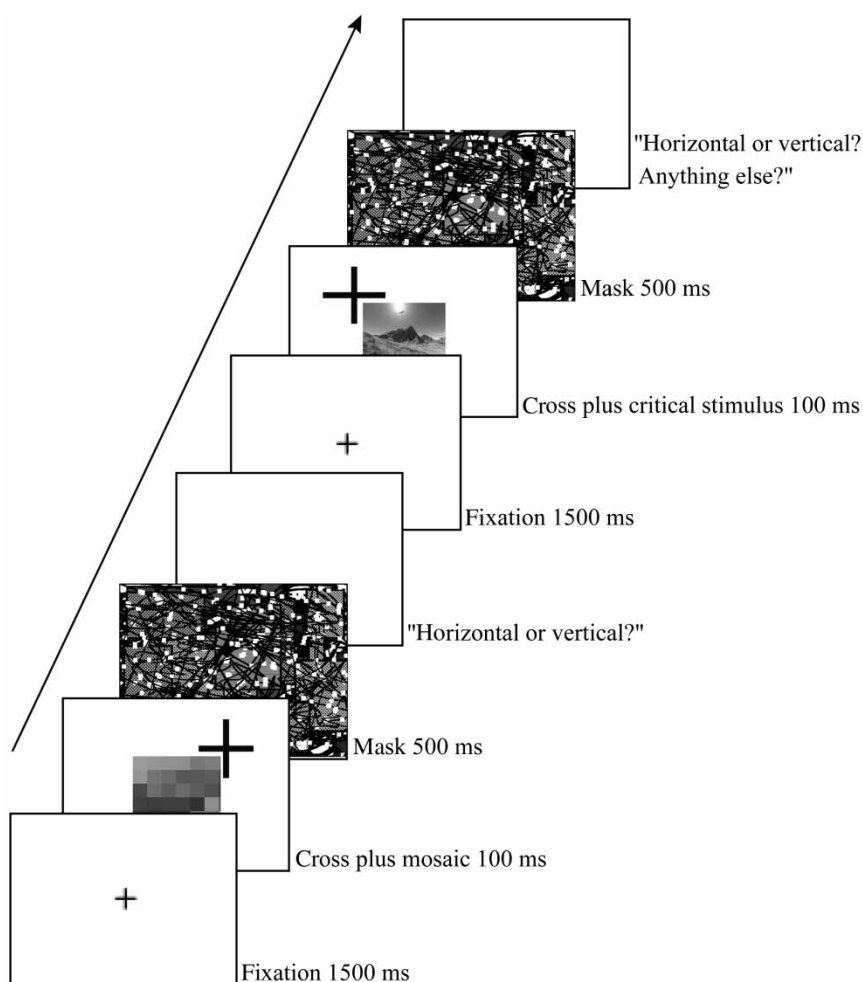 "Horizontal or vertical?
Anything else?"
Mask 500 ms
Cross plus critical stimulus 100 ms
Fixation 1500 ms
"Horizontal or vertical?"
Mask 500 ms
Cross plus mosaic 100 ms
Fixation 1500 ms